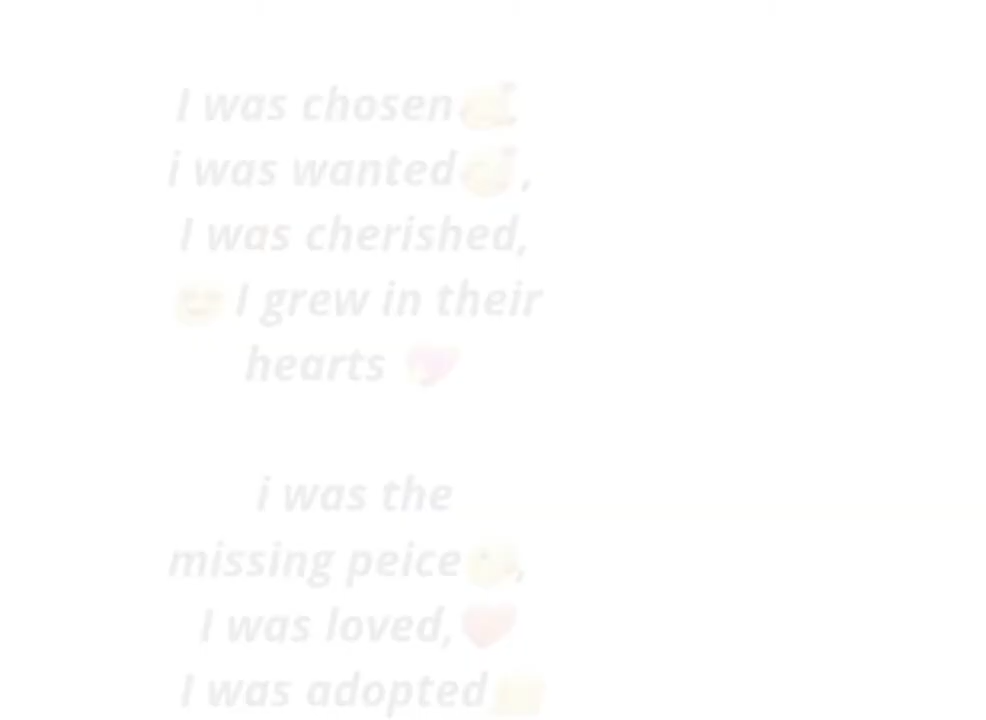 I was chosen🥰
i was wanted🥰,
I was cherished,
I grew in their
hearts 💖
i was the
missing peice,
I was loved,❤️
I was adopted